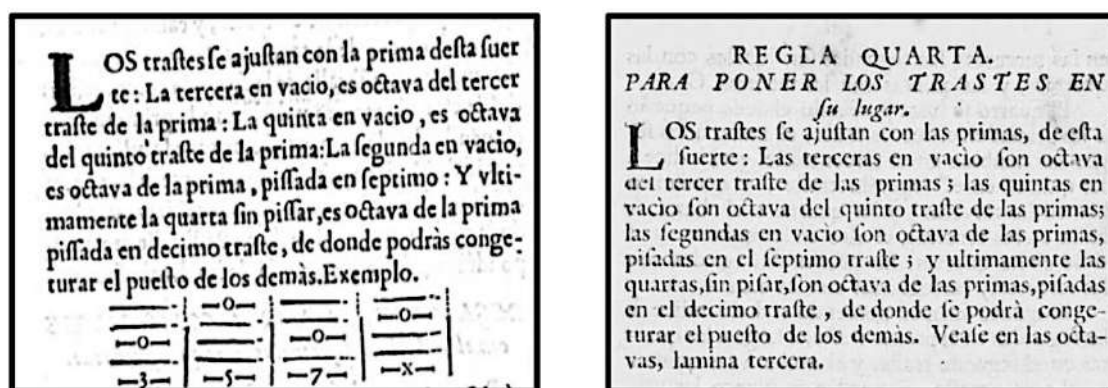 LOS trastes se ajustan con la prima desta suer
te: La tercera en vacio, es octava del tercer
traste de la prima: La quinta en vacio, es octava
del quinto traste de la prima: La segunda en vacio,
es octava de la prima, pissada en septimo: Y vlti-
mamente la quarta sin pissar, es octava de la prima
pissada en decimo traste, de donde podràs conge-
turar el puesto de los demàs. Exemplo.
0 0 0 0
3 5 7 X
REGLA QUARTA.
PARA PONER LOS TRASTES EN
su lugar.
LOS trastes se ajustan con las primas, de esta
suerte: Las terceras en vacio son octava
del tercer traste de las primas; las quintas en
vacio son octava del quinto traste de las primas;
las segundas en vacio son octava de las primas,
pisadas en el septimo traste; y ultimamente las
quartas, sin pisar, son octava de las primas, pisadas
en el decimo traste, de donde se podrà conge-
turar el puesto de los demàs. Vease en las octa-
vas, lamina tercera.